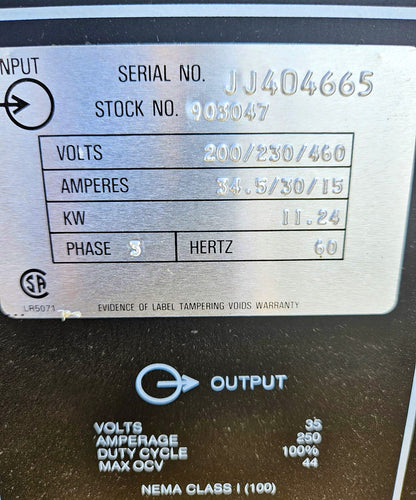 INPUT
SERIAL NO. JJ404665
STOCK NO. 903047
VOLTS 200/230/460
AMPERES 34.5/30/15
KW 11.24
PHASE 3 HERTZ 60
SA
LR5071 EVIDENCE OF LABEL TAMPERING VOIDS WARRANTY
OUTPUT
VOLTS 35
AMPERAGE 250
DUTY CYCLE 100%
MAX OCV 44
NEMA CLASS I (100)